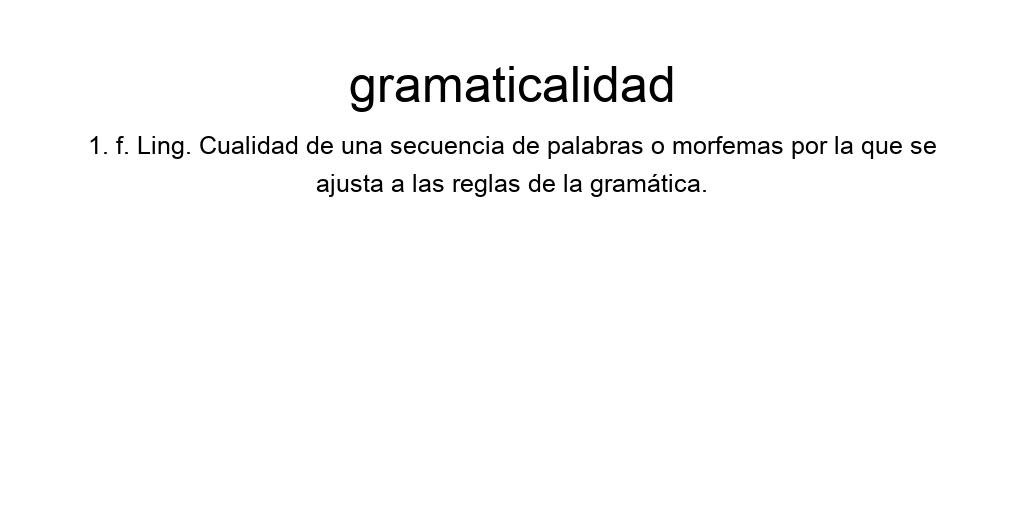 gramaticalidad
1. f. Ling. Cualidad de una secuencia de palabras o morfemas por la que se
ajusta a las reglas de la gramática.